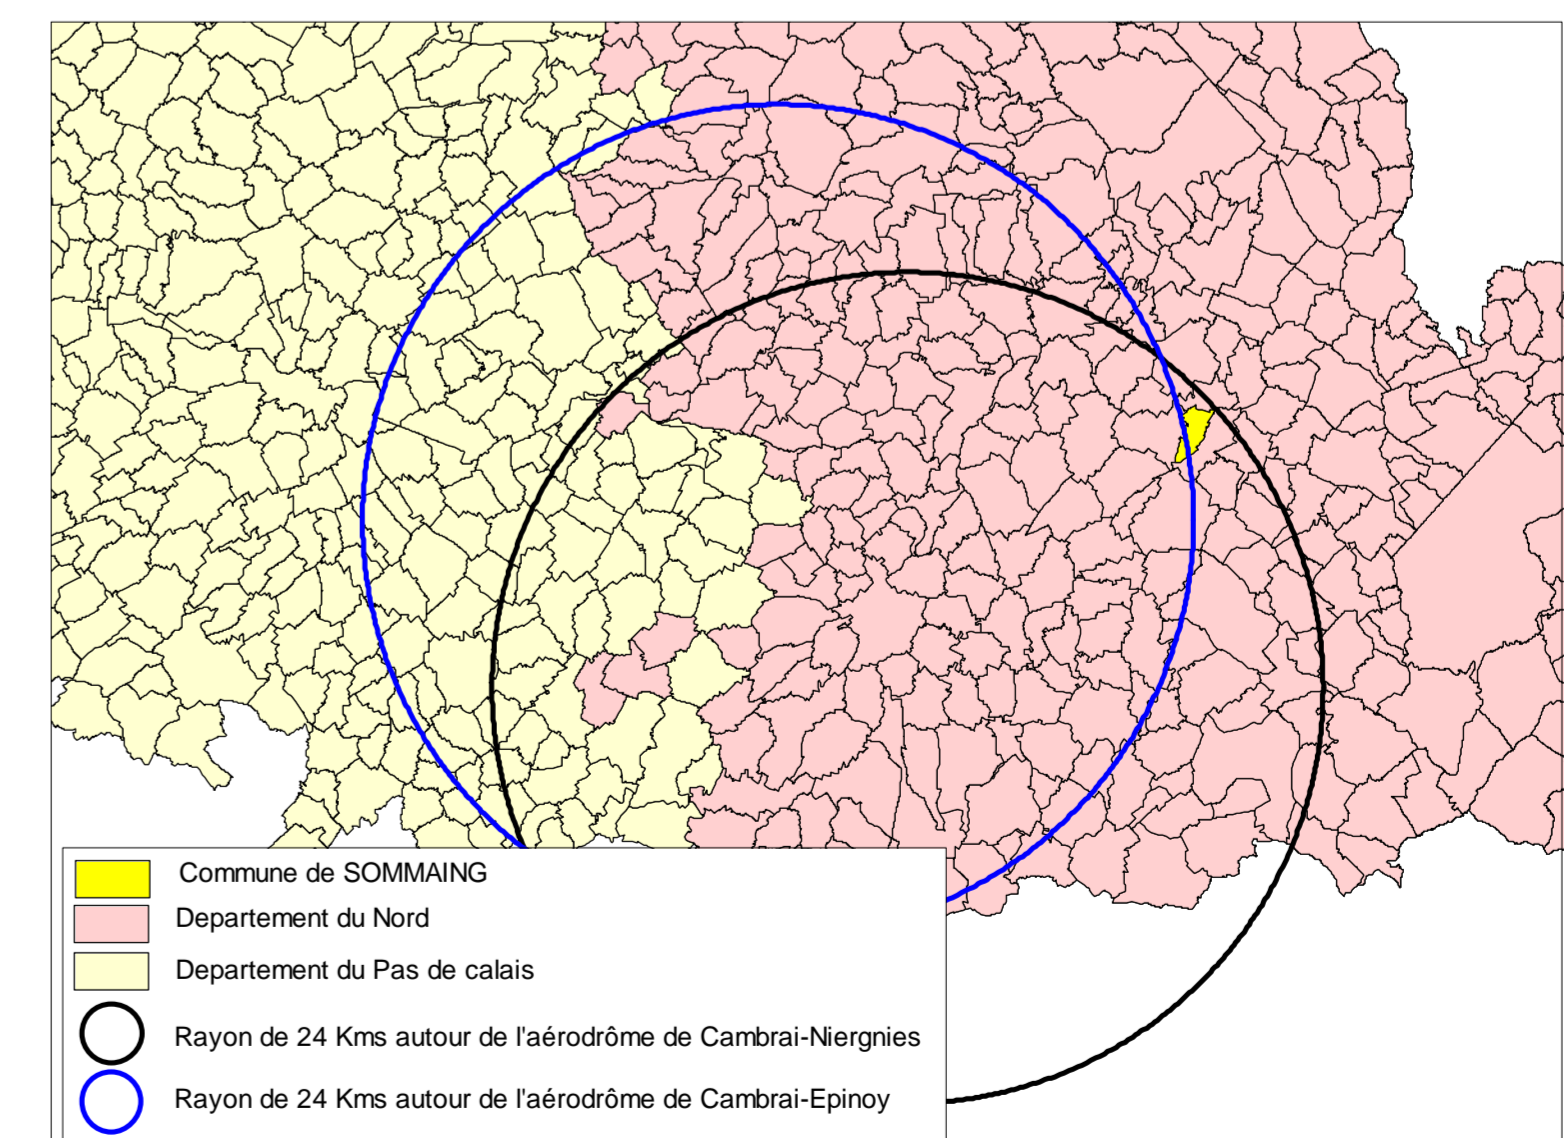 Commune de SOMMAING
Departement du Nord
Departement du Pas de calais
Rayon de 24 Kms autour de l'aérodrôme de Cambrai-Niergnies
Rayon de 24 Kms autour de l'aérodrôme de Cambrai-Epinoy